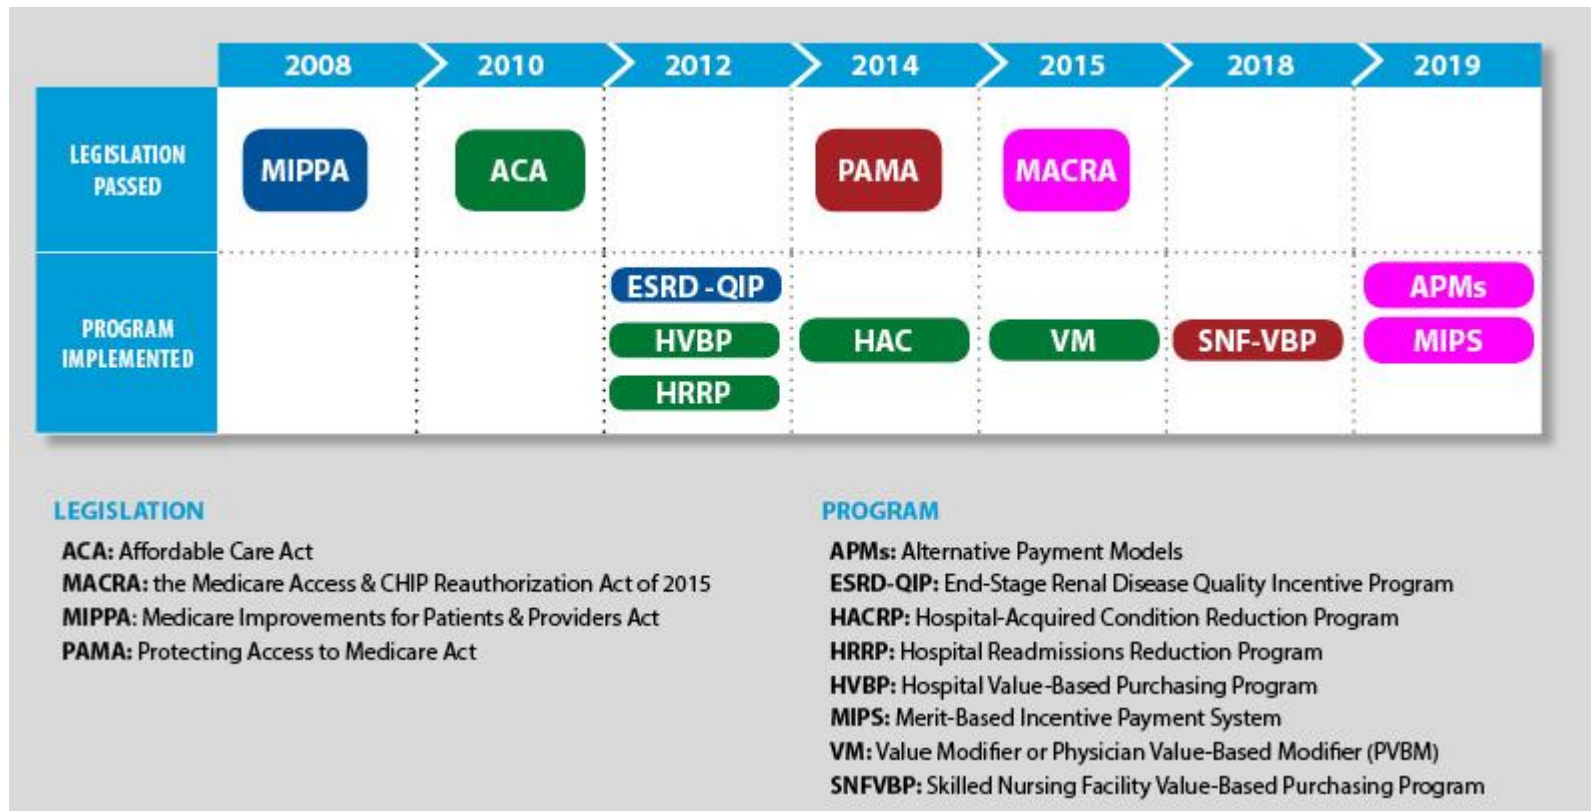 2008 2010 2012 2014 2015 2018 2019
LEGISLATION
PASSED
MIPPA ACA PAMA MACRA
PROGRAM
IMPLEMENTED
ESRD -QIP APMs
HVBP HAC VM SNF-VBP MIPS
HRRP
LEGISLATION
ACA: Affordable Care Act
MACRA: the Medicare Access & CHIP Reauthorization Act of 2015
MIPPA: Medicare Improvements for Patients & Providers Act
PAMA: Protecting Access to Medicare Act
PROGRAM
APMs: Alternative Payment Models
ESRD-QIP: End-Stage Renal Disease Quality Incentive Program
HACRP: Hospital-Acquired Condition Reduction Program
HRRP: Hospital Readmissions Reduction Program
HVBP: Hospital Value-Based Purchasing Program
MIPS: Merit-Based Incentive Payment System
VM: Value Modifier or Physician Value-Based Modifier (PVBM)
SNFVBP: Skilled Nursing Facility Value-Based Purchasing Program